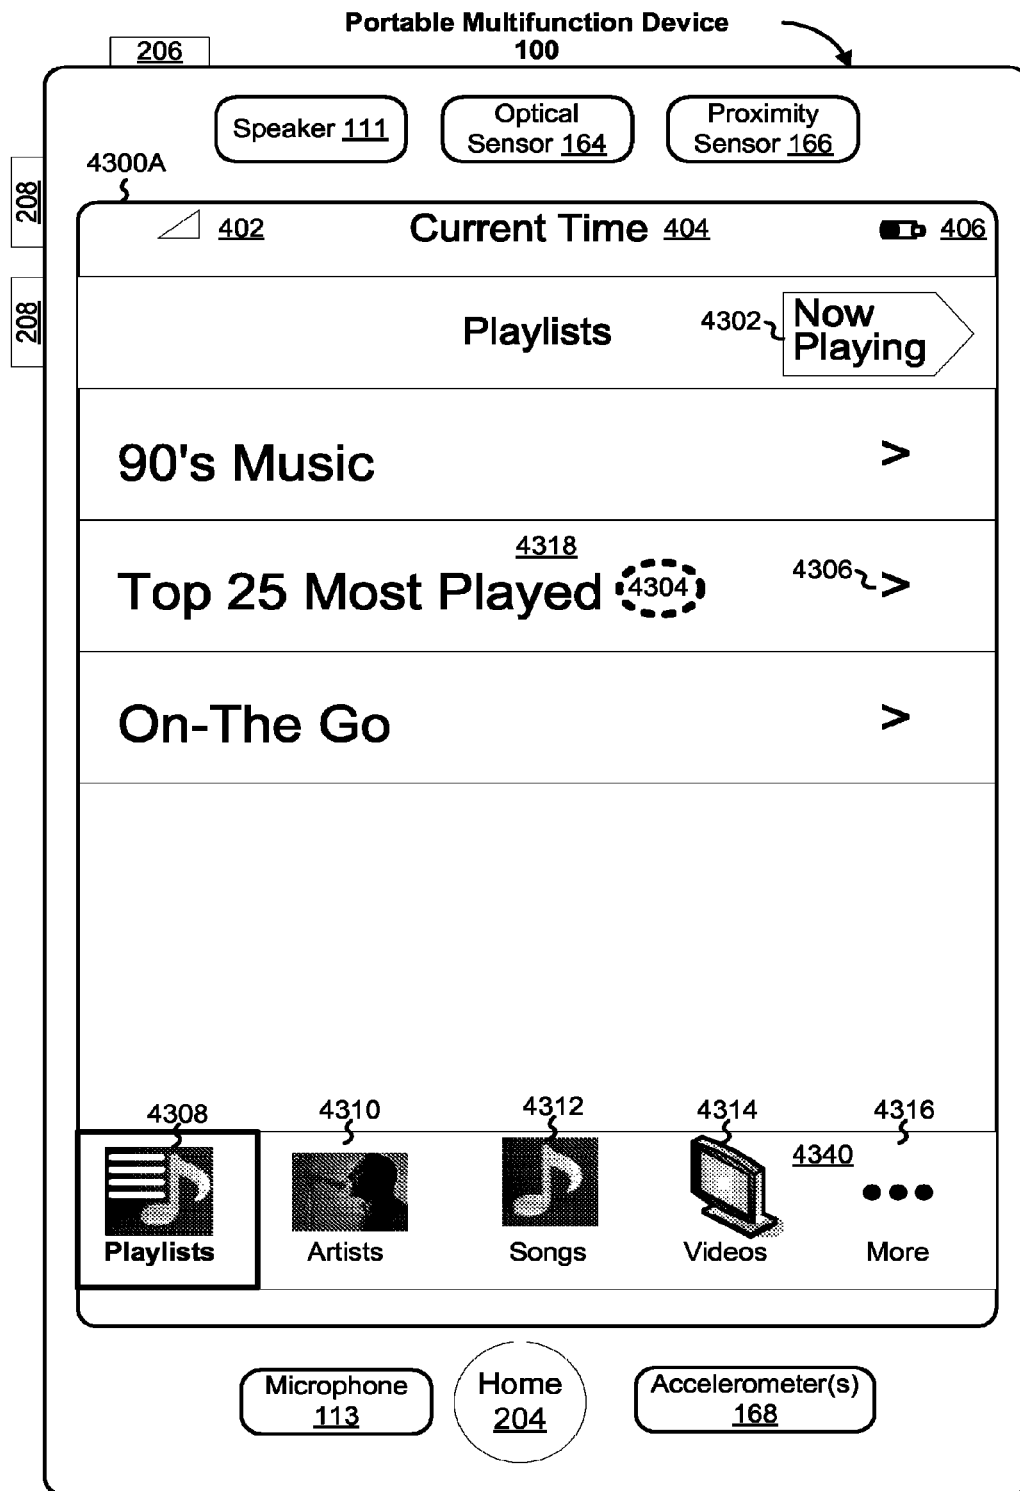 Portable Multifunction Device
100
206
Speaker 111
Optical
Sensor 164
Proximity
Sensor 166
4300A
208
208
402
Current Time 404
406
Playlists
4302
Now
Playing
90's Music
>
4318
Top 25 Most Played
4304
4306
>
On-The Go
>
4308
4310
4312
4314
4316
4340
Playlists
Artists
Songs
Videos
More
Microphone
113
Home
204
Accelerometer(s)
168